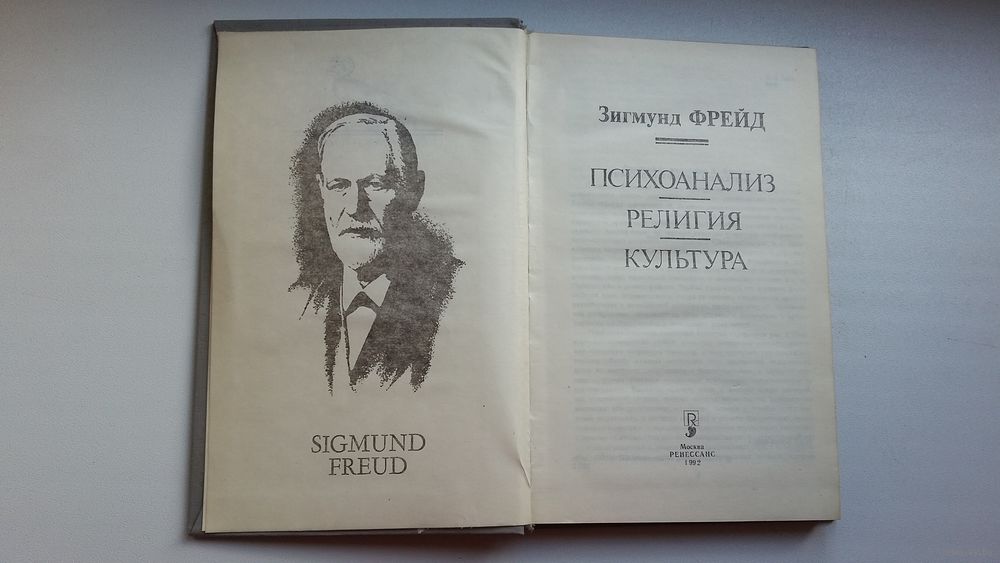 SIGMUND
FREUD
Зигмунд ФРЕЙД
ПСИХОАНАЛИЗ
РЕЛИГИЯ
КУЛЬТУРА
R
Москва
РЕНЕССАНС
1992